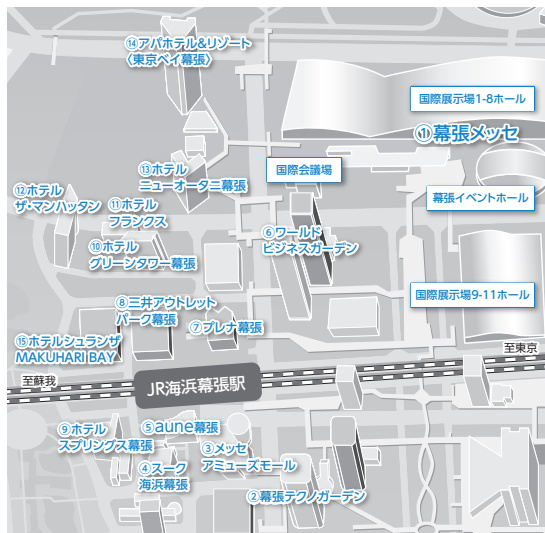 ⑭アパホテル&リゾート
〈東京ベイ幕張〉
国際展示場1-8ホール
①幕張メッセ
国際会議場
⑬ホテル
ニューオータニ幕張
⑫ホテル
ザ・マンハッタン
⑪ホテル
フランクス
幕張イベントホール
⑥ワールド
ビジネスガーデン
⑩ホテル
グリーンタワー幕張
国際展示場9-11ホール
⑧三井アウトレット
パーク幕張
⑦プレナ幕張
⑮ホテルシュランザ
MAKUHARI BAY
至東京
至蘇我
JR海浜幕張駅
⑨ホテル
スプリングス幕張
⑤aune幕張
③メッセ
アミューズモール
④スーク
海浜幕張
②幕張テクノガーデン